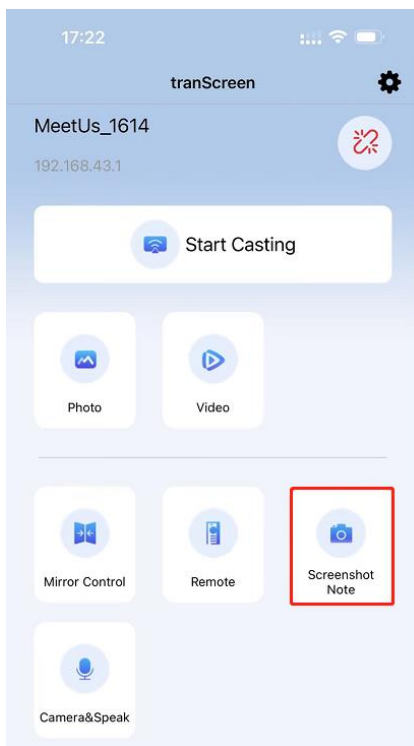 17:22
tranScreen
MeetUs_1614
192.168.43.1
Start Casting
Photo
Video
Mirror Control
Remote
Screenshot
Note
Camera&Speak